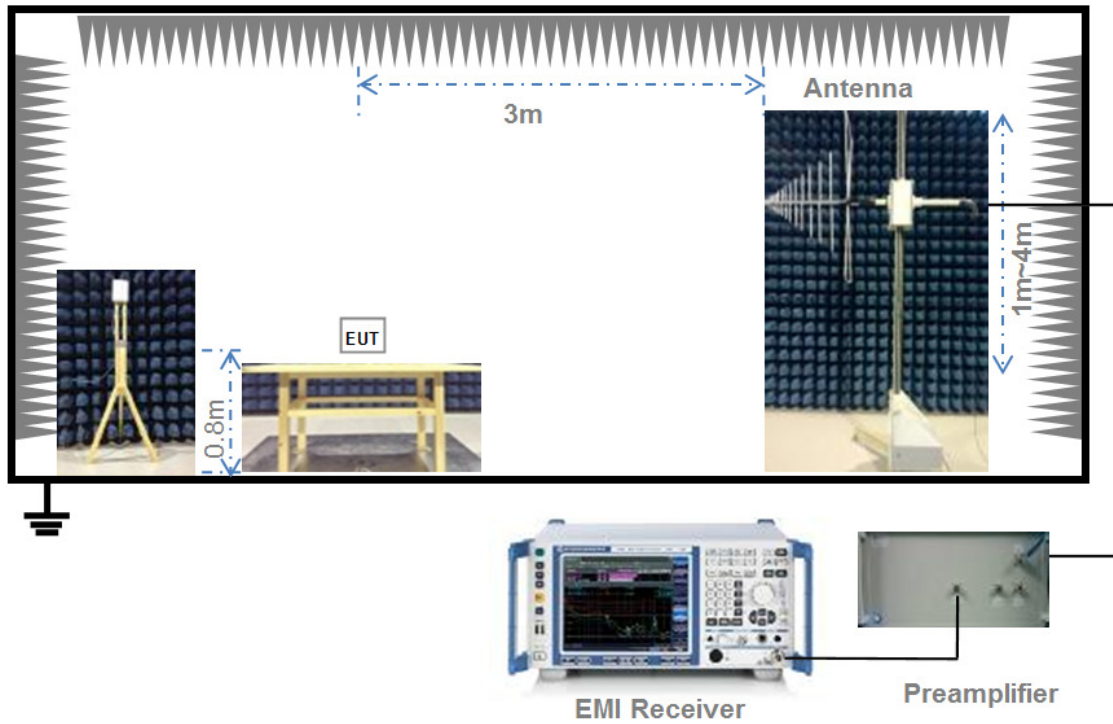 Antenna
3m
1m~4m
EUT
0.8m
EMI Receiver
Preamplifier